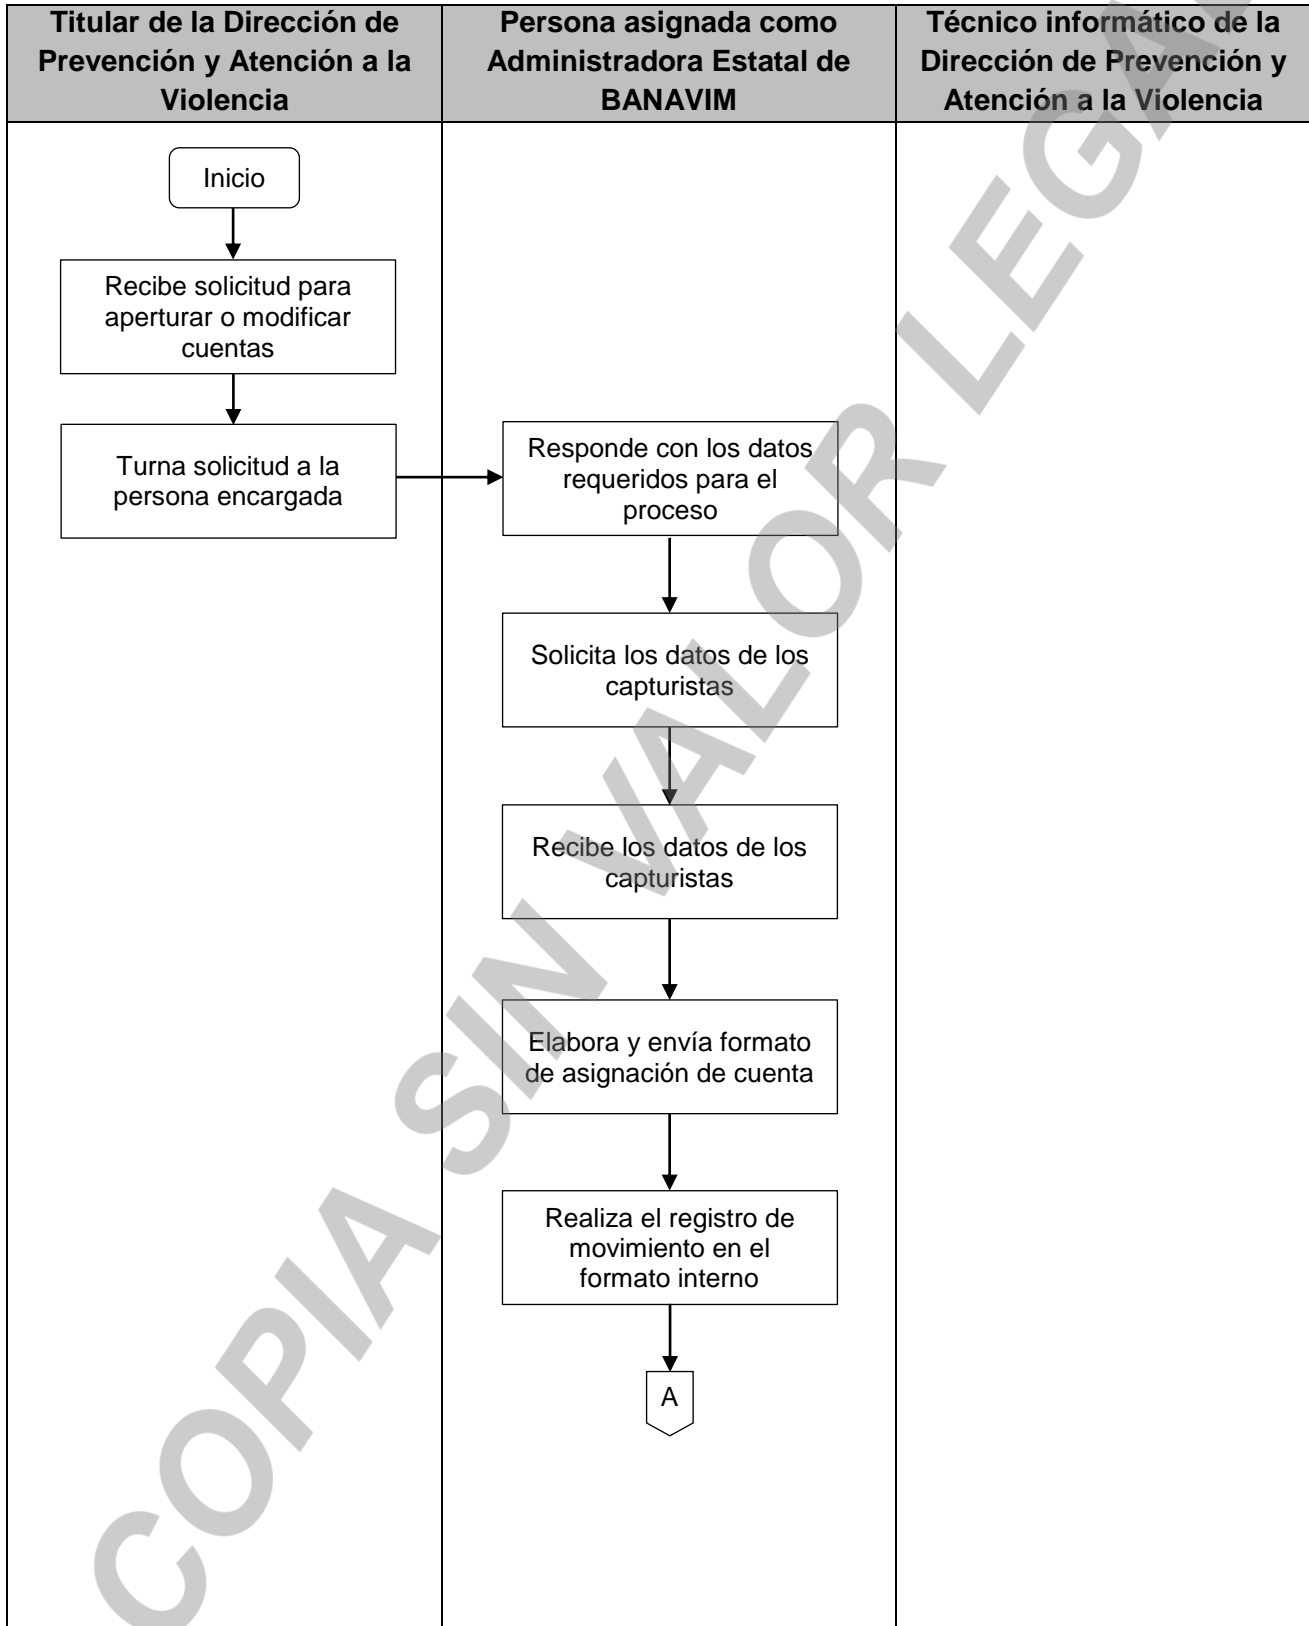 Titular de la Dirección de
Prevención y Atención a la
Violencia
Persona asignada como
Administradora Estatal de
BANAVIM
Técnico informático de la
Dirección de Prevención y
Atención a la Violencia
Inicio
Recibe solicitud para
aperturar o modificar
cuentas
Turna solicitud a la
persona encargada
Responde con los datos
requeridos para el
proceso
Solicita los datos de los
capturistas
Recibe los datos de los
capturistas
Elabora y envía formato
de asignación de cuenta
Realiza el registro de
movimiento en el
formato interno
A
COPIA SIN VALOR LEGAL